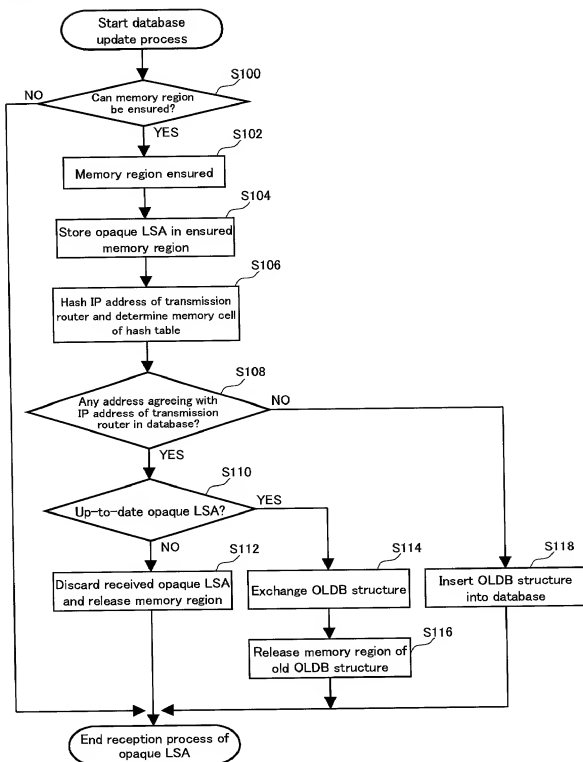 Start database
update process
S100
NO
Can memory region
be ensured?
YES
S102
Memory region ensured
S104
Store opaque LSA in ensured
memory region
S106
Hash IP address of transmission
router and determine memory cell
of hash table
S108
Any address agreeing with
IP address of transmission
router in database?
NO
YES
S110
Up-to-date opaque LSA?
YES
NO
S112
Discard received opaque LSA
and release memory region
S114
Exchange OLDB structure
S118
Insert OLDB structure
into database
S116
Release memory region of
old OLDB structure
End reception process of
opaque LSA